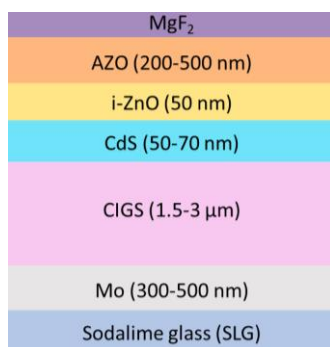 MgF₂
AZO (200-500 nm)
i-ZnO (50 nm)
CdS (50-70 nm)
CIGS (1.5-3 µm)
Mo (300-500 nm)
Sodalime glass (SLG)